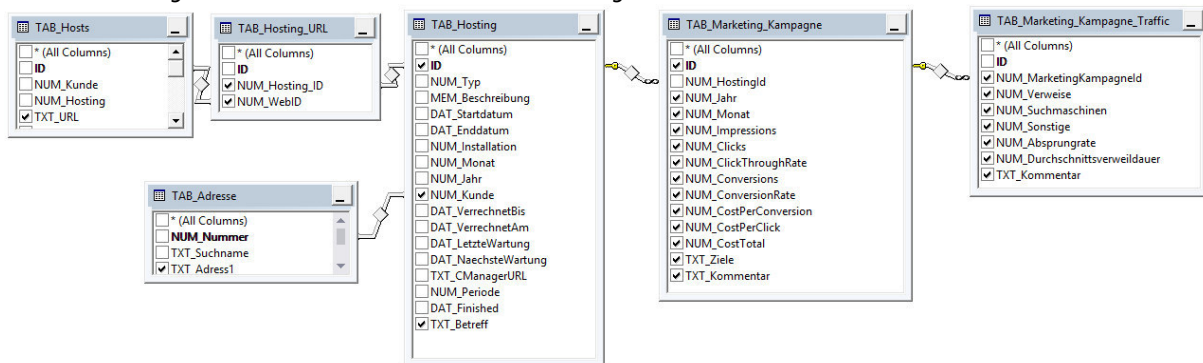 TAB_Hosts
* (All Columns)
ID
NUM_Kunde
NUM_Hosting
TXT_URL
TAB_Hosting_URL
* (All Columns)
ID
NUM_Hosting_ID
NUM_WebID
TAB_Hosting
* (All Columns)
ID
NUM_Typ
MEM_Beschreibung
DAT_Startdatum
DAT_Enddatum
NUM_Installation
NUM_Monat
NUM_Jahr
NUM_Kunde
DAT_VerrechnetBis
DAT_VerrechnetAm
DAT_LetzteWartung
DAT_NaechsteWartung
TXT_CManagerURL
NUM_Periode
DAT_Finished
TXT_Betreff
TAB_Marketing_Kampagne
* (All Columns)
ID
NUM_HostingId
NUM_Jahr
NUM_Monat
NUM_Impressions
NUM_Clicks
NUM_ClickThroughRate
NUM_Conversions
NUM_ConversionRate
NUM_CostPerConversion
NUM_CostPerClick
NUM_CostTotal
TXT_Ziele
TXT_Kommentar
TAB_Marketing_Kampagne_Traffic
* (All Columns)
ID
NUM_MarketingKampagneId
NUM_Verweise
NUM_Suchmaschinen
NUM_Sonstige
NUM_Absprungrate
NUM_Durchschnittsverweildauer
TXT_Kommentar
TAB_Adresse
* (All Columns)
NUM_Nummer
TXT_Suchname
TXT_Adress1